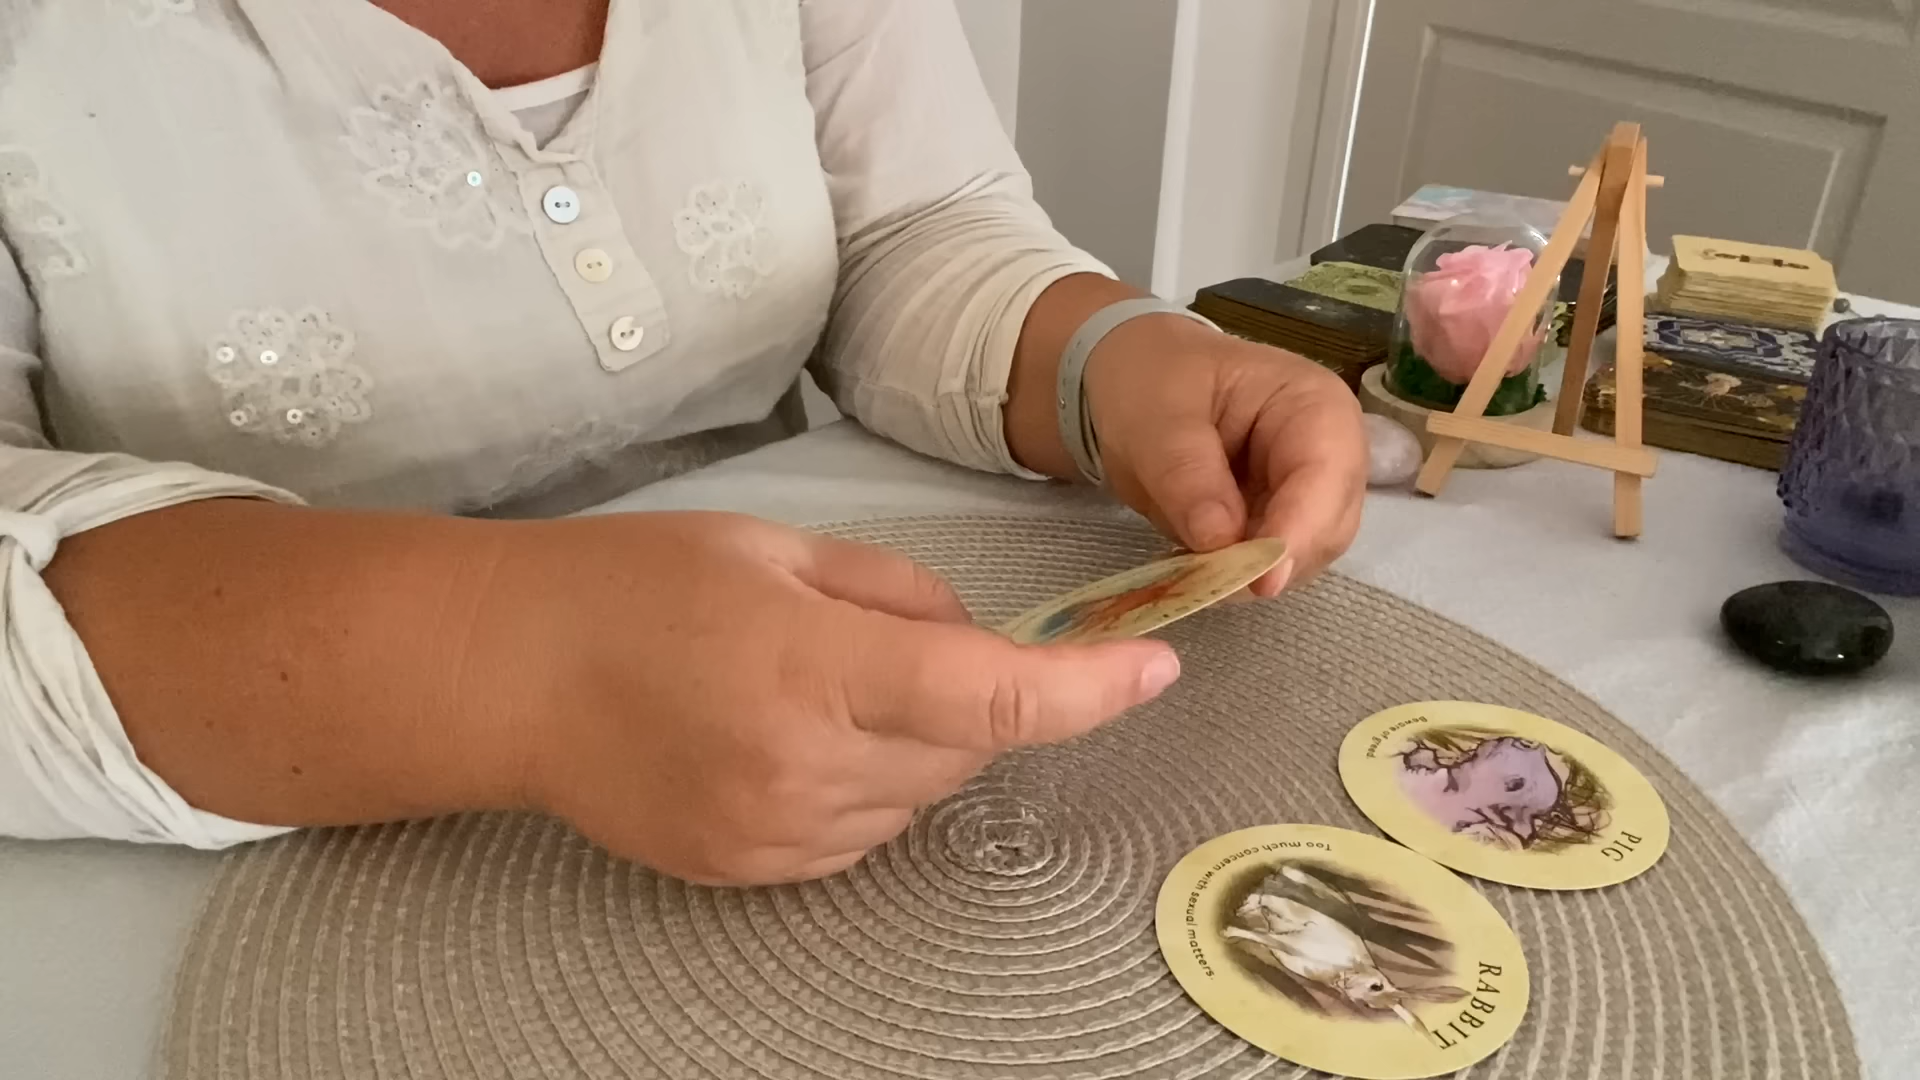 Beware of greed.
PIG
Too much concern with sexual matters.
RABBIT